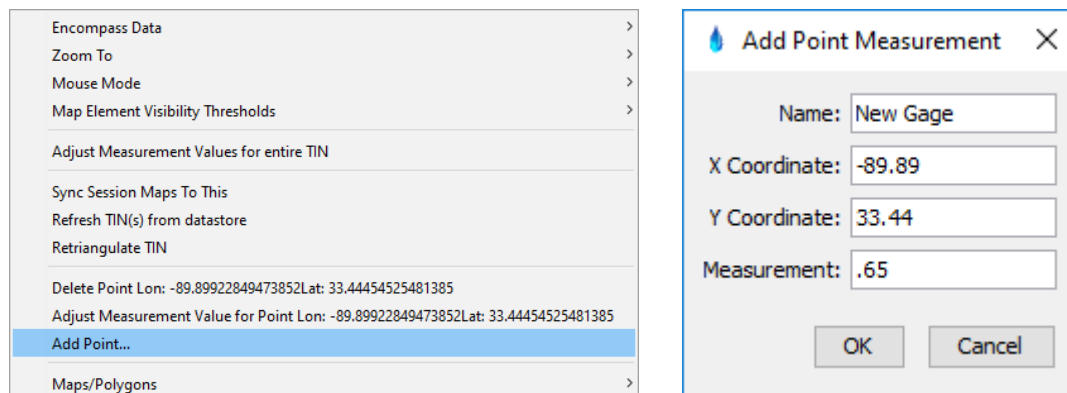 Encompass Data
Zoom To
Mouse Mode
Map Element Visibility Thresholds
Adjust Measurement Values for entire TIN
Sync Session Maps To This
Refresh TIN(s) from datastore
Retriangulate TIN
Delete Point Lon: -89.89922849473852Lat: 33.44454525481385
Adjust Measurement Value for Point Lon: -89.89922849473852Lat: 33.44454525481385
Add Point...
Maps/Polygons
Add Point Measurement
Name: New Gage
X Coordinate: -89.89
Y Coordinate: 33.44
Measurement: .65
OK Cancel